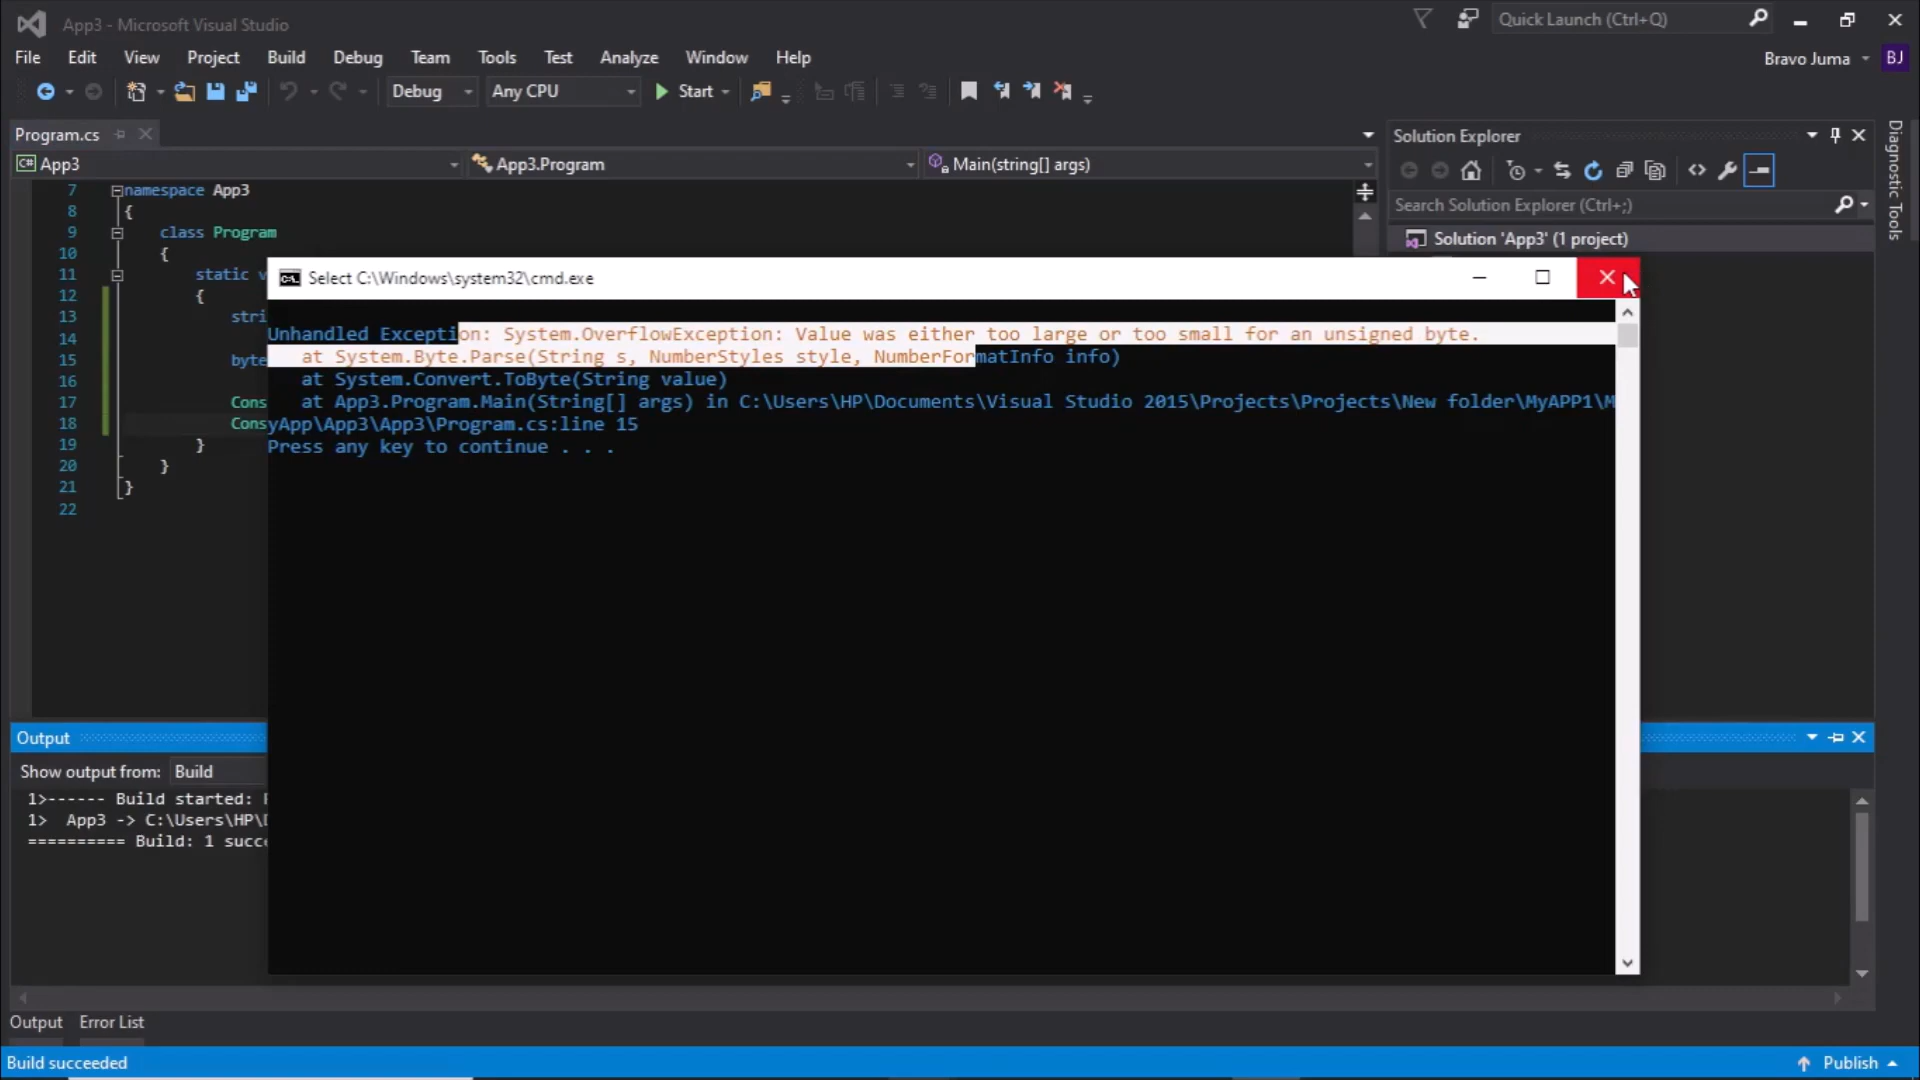 App3 - Microsoft Visual Studio
Quick Launch (Ctrl+Q)
File Edit View Project Build Debug Team Tools Test Analyze Window Help
Bravo Juma BJ
Debug Any CPU Start
Program.cs
Solution Explorer
Diagnostic Tools
C# App3 App3.Program Main(string[] args)
Search Solution Explorer (Ctrl+;)
Solution 'App3' (1 project)
7 namespace App3
8 {
9 class Program
10 {
11 static v
12 {
13 stri
14
15 byte
16
17 Cons
18 Cons
19 }
20 }
21 }
22
Select C:\Windows\system32\cmd.exe
Unhandled Exception: System.OverflowException: Value was either too large or too small for an unsigned byte.
at System.Byte.Parse(String s, NumberStyles style, NumberFormatInfo info)
at System.Convert.ToByte(String value)
at App3.Program.Main(String[] args) in C:\Users\HP\Documents\Visual Studio 2015\Projects\Projects\New folder\MyAPP1\M
yApp\App3\App3\Program.cs:line 15
Press any key to continue . . .
Output
Show output from: Build
1>------ Build started:
1> App3 -> C:\Users\HP\D
========== Build: 1 succe
Output Error List
Build succeeded
Publish